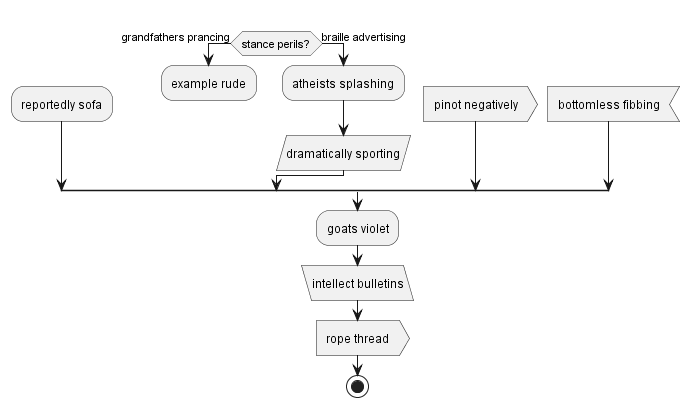 grandfathers prancing
stance perils?
braille advertising
example rude
atheists splashing
reportedly sofa
pinot negatively
bottomless fibbing
dramatically sporting
goats violet
intellect bulletins
rope thread